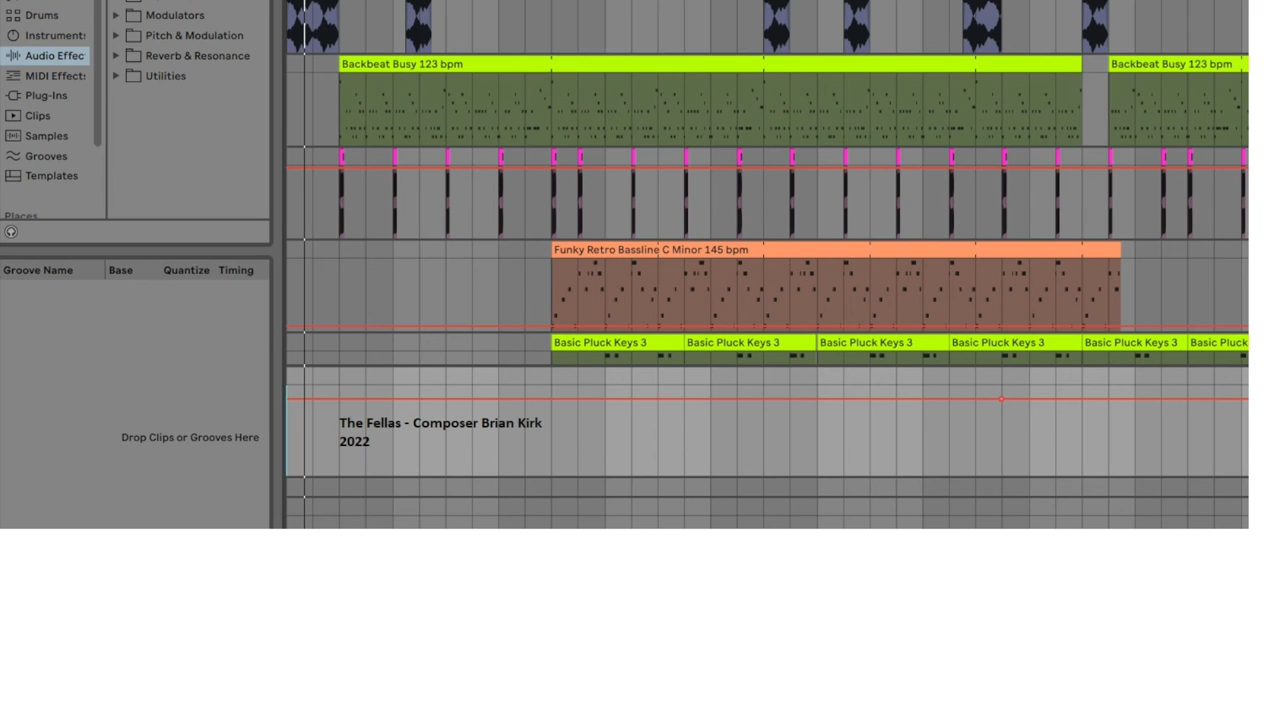 Drums
Instruments
Audio Effec
MIDI Effects
Plug-Ins
Clips
Samples
Grooves
Templates
Places
Modulators
Pitch & Modulation
Reverb & Resonance
Utilities
Groove Name Base Quantize Timing
Drop Clips or Grooves Here
Backbeat Busy 123 bpm Backbeat Busy 123 bpm
Funky Retro Bassline C Minor 145 bpm
Basic Pluck Keys 3 Basic Pluck Keys 3 Basic Pluck Keys 3 Basic Pluck Keys 3 Basic Pluck Keys 3 Basic Pluck
The Fellas - Composer Brian Kirk
2022